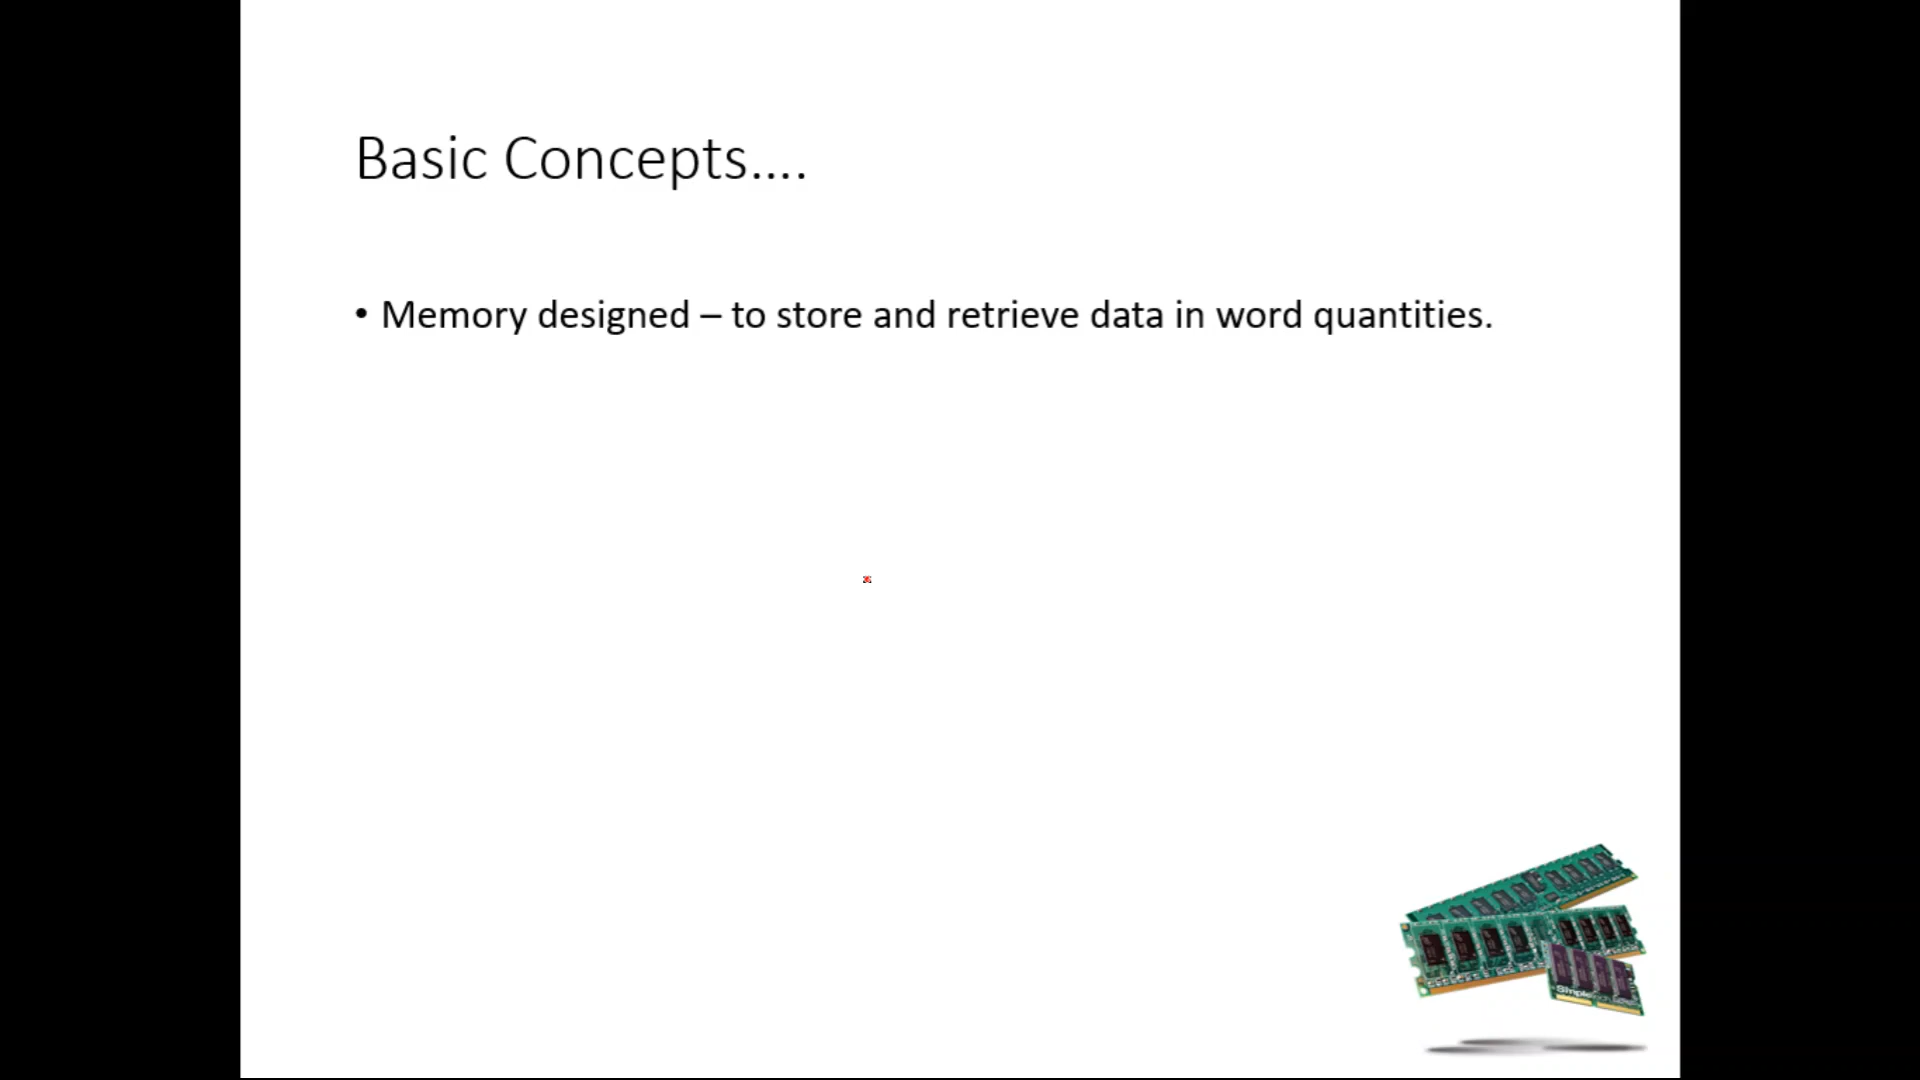 Basic Concepts....
• Memory designed – to store and retrieve data in word quantities.